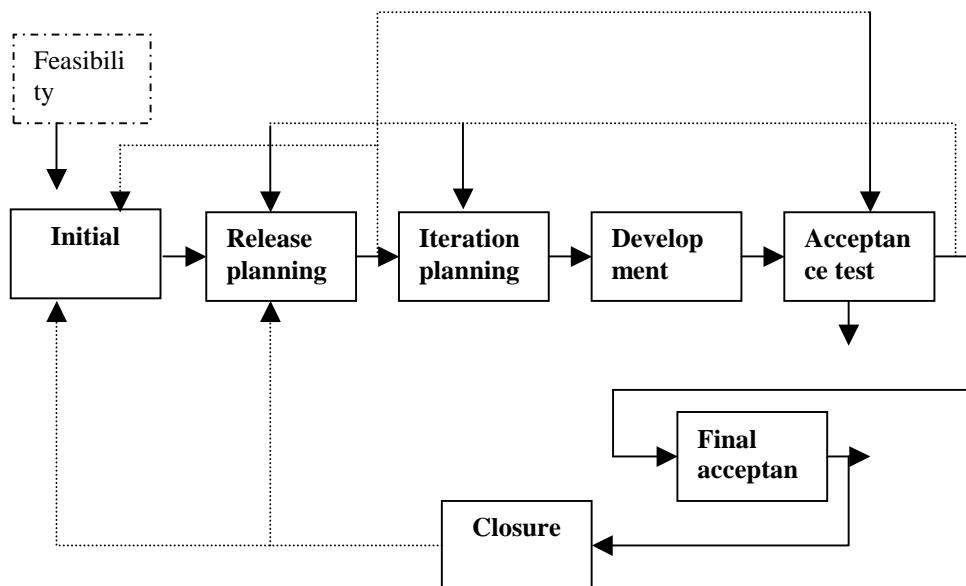 Feasibili
ty
Initial
Release
planning
Iteration
planning
Develop
ment
Acceptan
ce test
Final
acceptan
Closure